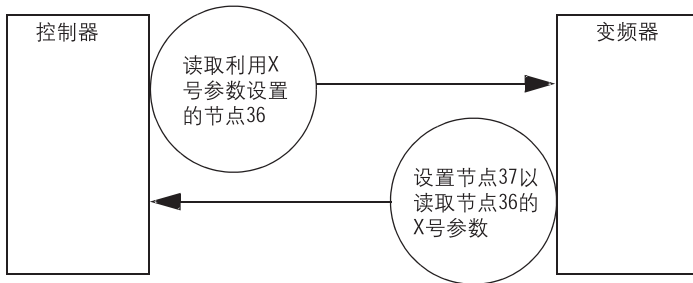 控制器
变频器
读取利用X
号参数设置
的节点36
设置节点37以
读取节点36的
X号参数